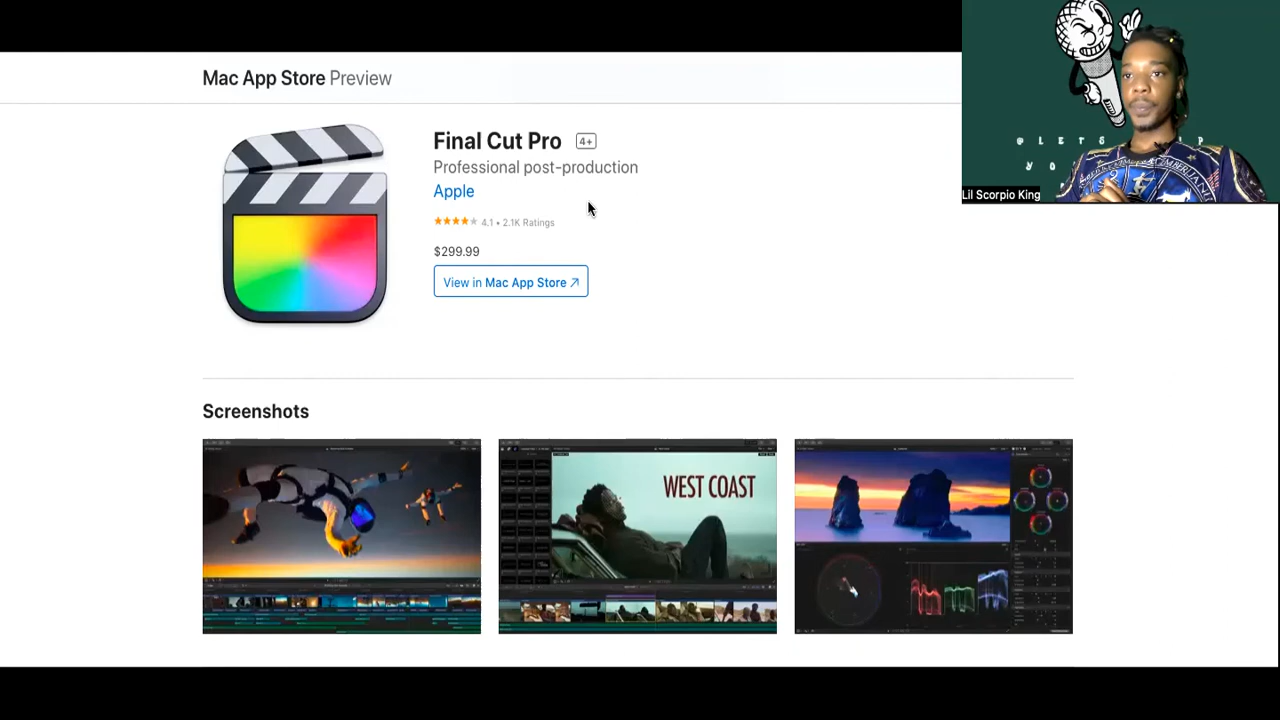 Mac App Store Preview
Final Cut Pro 4+
Professional post-production
Apple
4.1 • 2.1K Ratings
$299.99
View in Mac App Store ↗
Screenshots
WEST COAST
Lil Scorpio King